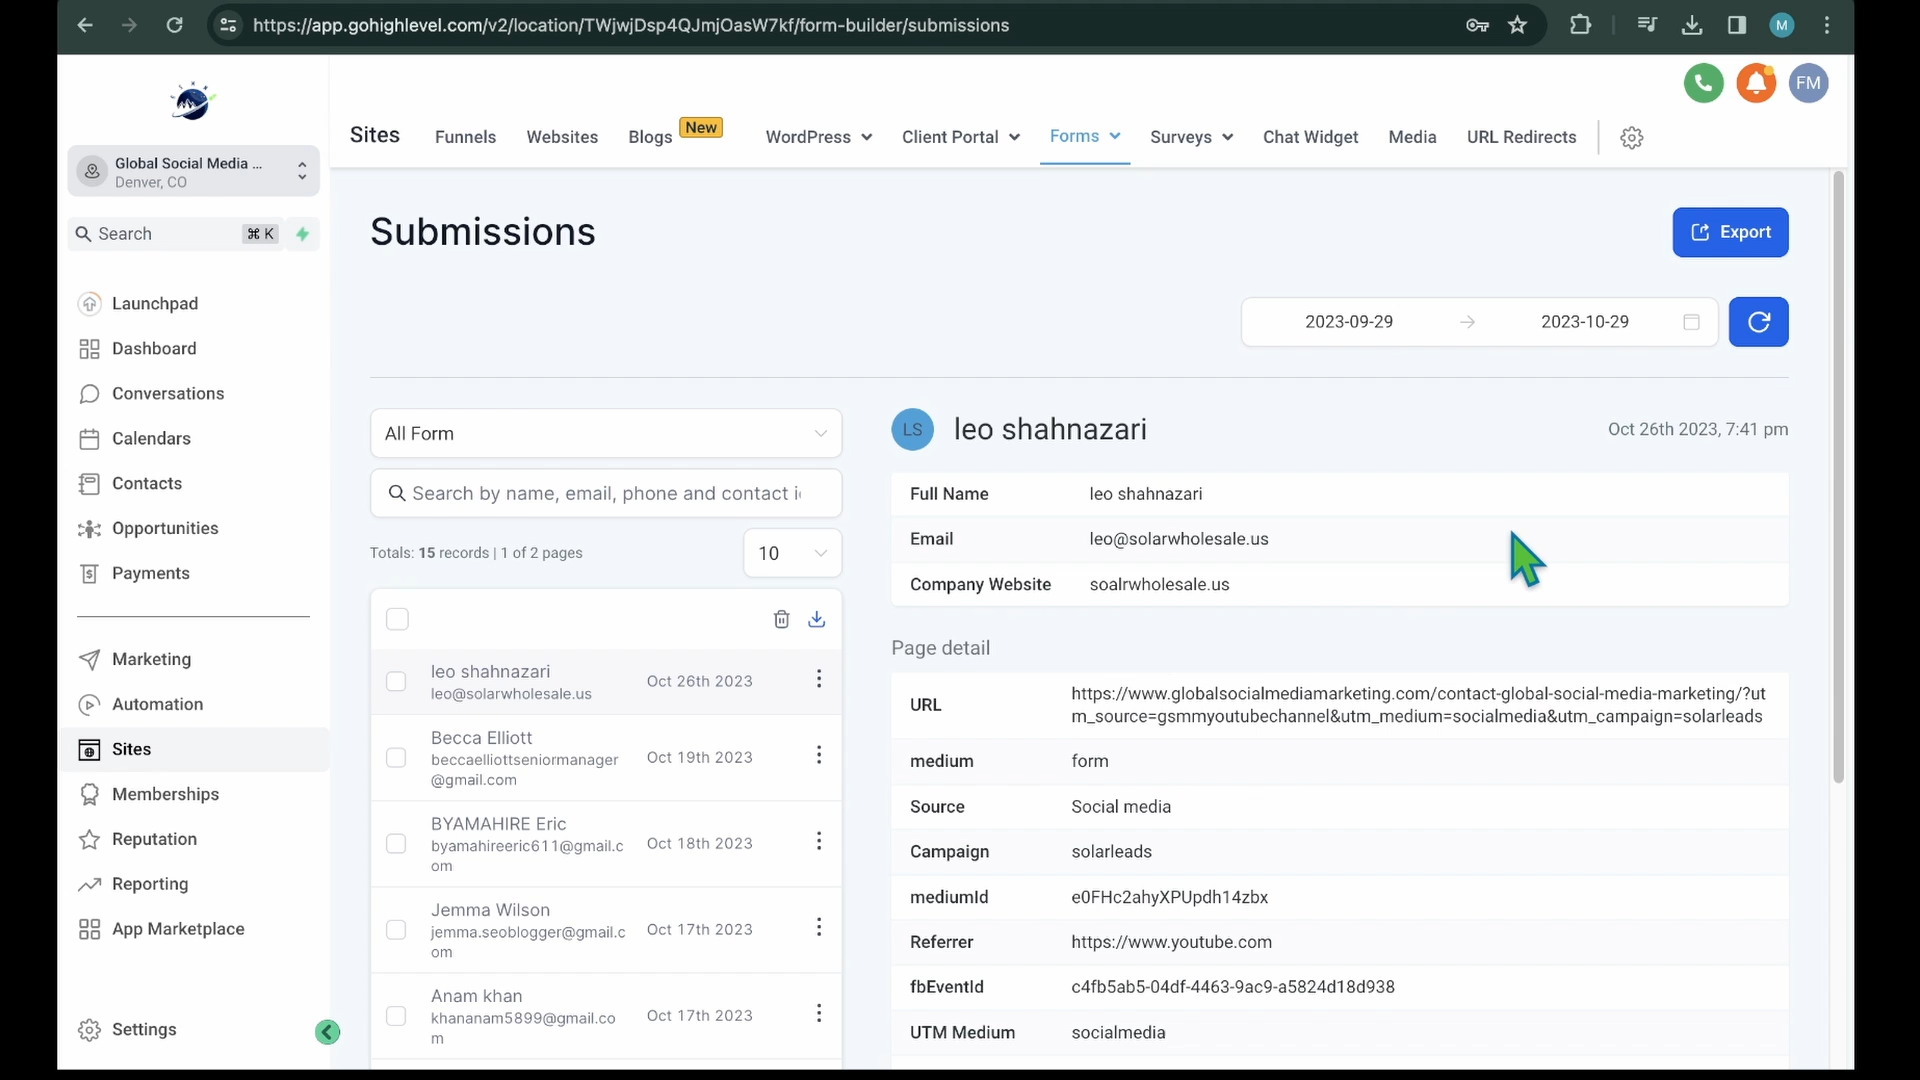 https://app.gohighlevel.com/v2/location/TWjwjDsp4QJmjOasW7kf/form-builder/submissions
M
FM
Global Social Media ...
Denver, CO
Search ⌘ K
Launchpad
Dashboard
Conversations
Calendars
Contacts
Opportunities
Payments
Marketing
Automation
Sites
Memberships
Reputation
Reporting
App Marketplace
Settings
Sites Funnels Websites Blogs New WordPress Client Portal Forms Surveys Chat Widget Media URL Redirects
Submissions
Export
2023-09-29 → 2023-10-29
All Form
Search by name, email, phone and contact i
Totals: 15 records | 1 of 2 pages
10
leo shahnazari
leo@solarwholesale.us
Oct 26th 2023
Becca Elliott
beccaelliottseniormanager
@gmail.com
Oct 19th 2023
BYAMAHIRE Eric
byamahireeric611@gmail.c
om
Oct 18th 2023
Jemma Wilson
jemma.seoblogger@gmail.c
om
Oct 17th 2023
Anam khan
khananam5899@gmail.co
m
Oct 17th 2023
LS
leo shahnazari
Oct 26th 2023, 7:41 pm
Full Name leo shahnazari
Email leo@solarwholesale.us
Company Website soalrwholesale.us
Page detail
URL
https://www.globalsocialmediamarketing.com/contact-global-social-media-marketing/?ut
m_source=gsmmyoutubechannel&utm_medium=socialmedia&utm_campaign=solarleads
medium form
Source Social media
Campaign solarleads
mediumId e0FHc2ahyXPUpdh14zbx
Referrer https://www.youtube.com
fbEventId c4fb5ab5-04df-4463-9ac9-a5824d18d938
UTM Medium socialmedia